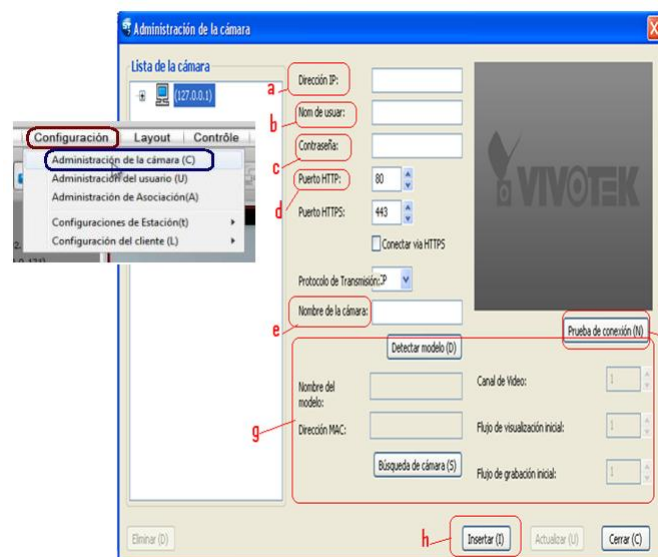 Administración de la cámara
Lista de la cámara
(127.0.0.1)
Configuración Layout Contrôle
Administración de la cámara (C)
Administración del usuario (U)
Administración de Asociación(A)
Configuraciones de Estación(t)
Configuración del cliente (L)
a
Dirección IP:
b
Nom de usuar:
c
Contraseña:
d
Puerto HTTP:
80
Puerto HTTPS:
443
Conectar via HTTPS
Protocolo de Transmisión:
e
Nombre de la cámara:
VIVOTEK
Prueba de conexión (N)
Detectar modelo (D)
g
Nombre del
modelo:
Dirección MAC:
Búsqueda de cámara (S)
Canal de Video:
1
Flujo de visualización inicial:
1
Flujo de grabación inicial:
1
Eliminar (D)
h
Insertar (I)
Actualizar (U)
Cerrar (C)